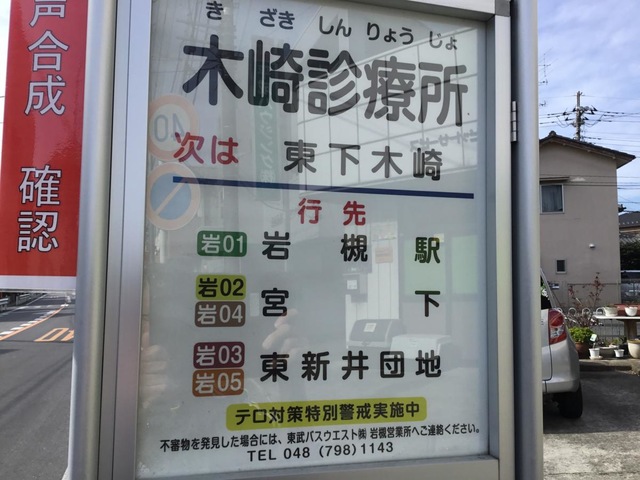 声合成 確認
き ざき しん りょう じょ
木崎診療所
次は 東下木崎
行先
岩01 岩槻駅
岩02 宮下
岩04
岩03 東新井団地
岩05
テロ対策特別警戒実施中
不審物を発見した場合には、東武バスウエスト㈱ 岩槻営業所へご連絡ください。
TEL 048 (798) 1143
40